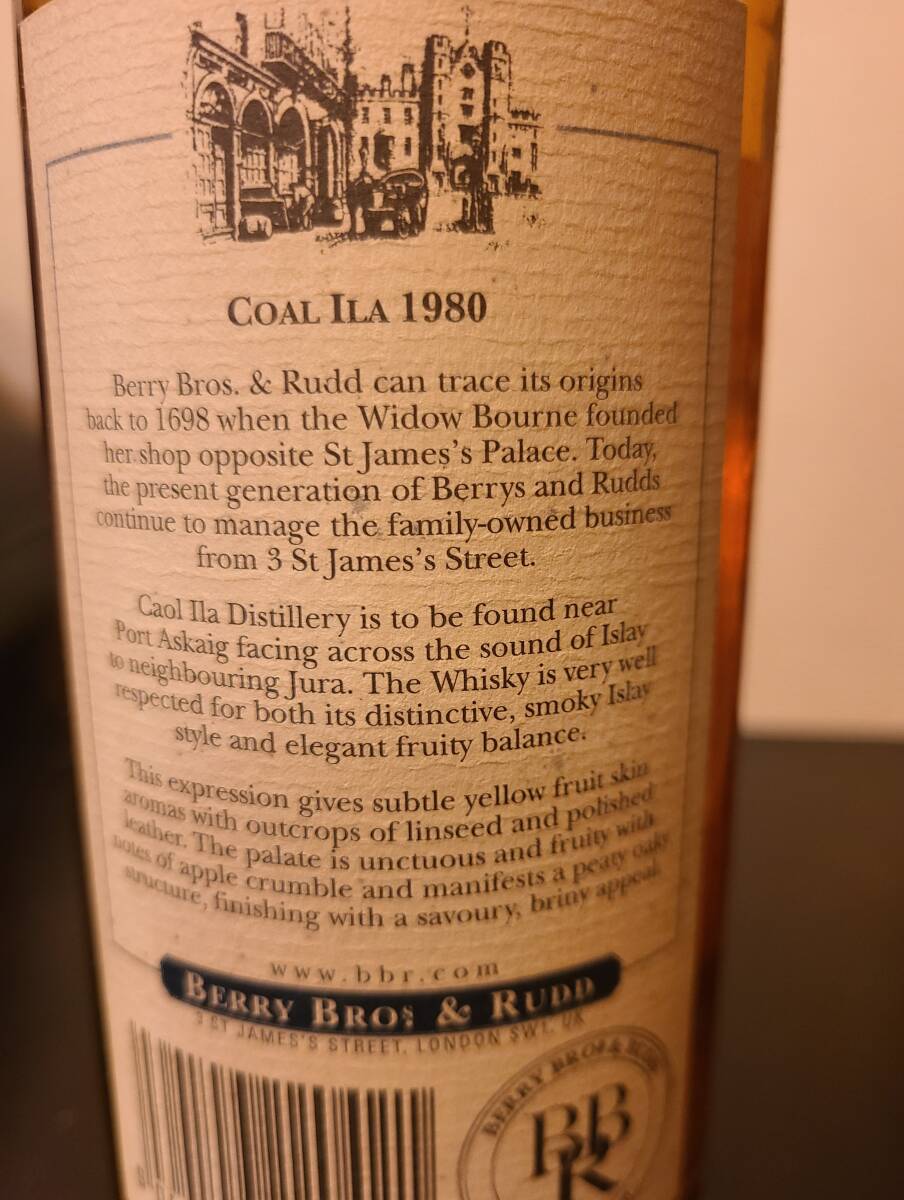 COAL ILA 1980
Berry Bros. & Rudd can trace its origins
back to 1698 when the Widow Bourne founded
her shop opposite St James's Palace. Today,
the present generation of Berrys and Rudds
continue to manage the family-owned business
from 3 St James's Street.
Caol Ila Distillery is to be found near
Port Askaig facing across the sound of Islay
to neighbouring Jura. The Whisky is very well
respected for both its distinctive, smoky Islay
style and elegant fruity balance.
This expression gives subtle yellow fruit skin
aromas with outcrops of linseed and polished
leather. The palate is unctuous and fruity with
notes of apple crumble and manifests a peaty oaky
structure, finishing with a savoury, briny appeal.
www.bbr.com
BERRY BROS & RUDD
3 ST JAMES'S STREET, LONDON SW1, UK
BERRY BROS & RUDD
BBR